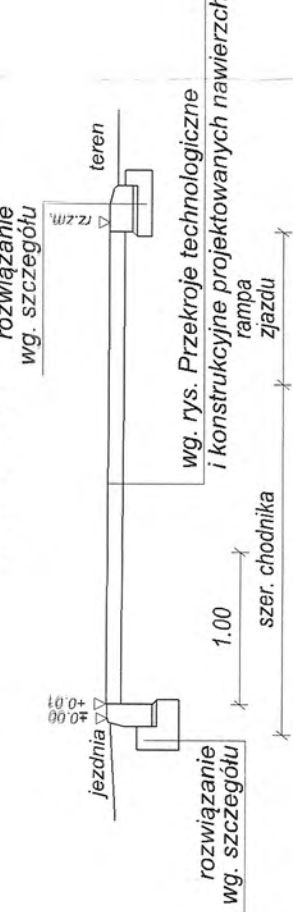 rozwiązanie
wg. szczegółu
teren
rz.zm.
wg. rys. Przekroje technologiczne
i konstrukcyjne projektowanych nawierzch
rampa
zjazdu
szer. chodnika
1.00
+0.01
±0.00
jezdnia
rozwiązanie
wg. szczegółu